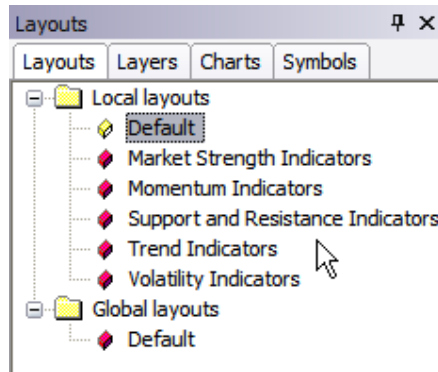 Layouts
Layouts Layers Charts Symbols
Local layouts
Default
Market Strength Indicators
Momentum Indicators
Support and Resistance Indicators
Trend Indicators
Volatility Indicators
Global layouts
Default